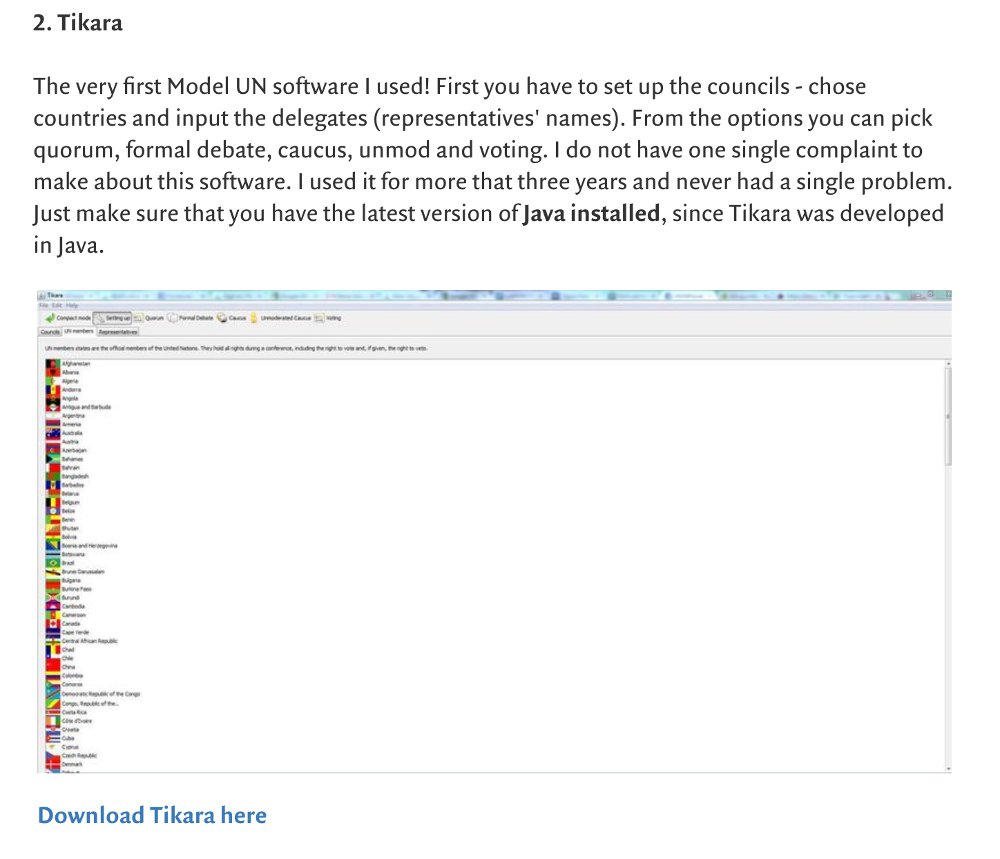 2. Tikara
The very first Model UN software I used! First you have to set up the councils - chose
countries and input the delegates (representatives' names). From the options you can pick
quorum, formal debate, caucus, unmod and voting. I do not have one single complaint to
make about this software. I used it for more that three years and never had a single problem.
Just make sure that you have the latest version of Java installed, since Tikara was developed
in Java.
Tikara
File Edit Help
Compact mode Setting up Quorum Formal Debate Caucus Unmoderated Caucus Voting
Councils UN members Representatives
UN members states are the official members of the United Nations. They hold all rights during a conference, including the right to vote and, if given, the right to veto.
Afghanistan
Albania
Algeria
Andorra
Angola
Antigua and Barbuda
Argentina
Armenia
Australia
Austria
Azerbaijan
Bahamas
Bahrain
Bangladesh
Barbados
Belarus
Belgium
Belize
Benin
Bhutan
Bolivia
Bosnia and Herzegovina
Botswana
Brazil
Brunei Darussalam
Bulgaria
Burkina Faso
Burundi
Cambodia
Cameroon
Canada
Cape Verde
Central African Republic
Chad
Chile
China
Colombia
Comoros
Democratic Republic of the Congo
Congo, Republic of the...
Costa Rica
Côte d'Ivoire
Croatia
Cuba
Cyprus
Czech Republic
Denmark
Download Tikara here